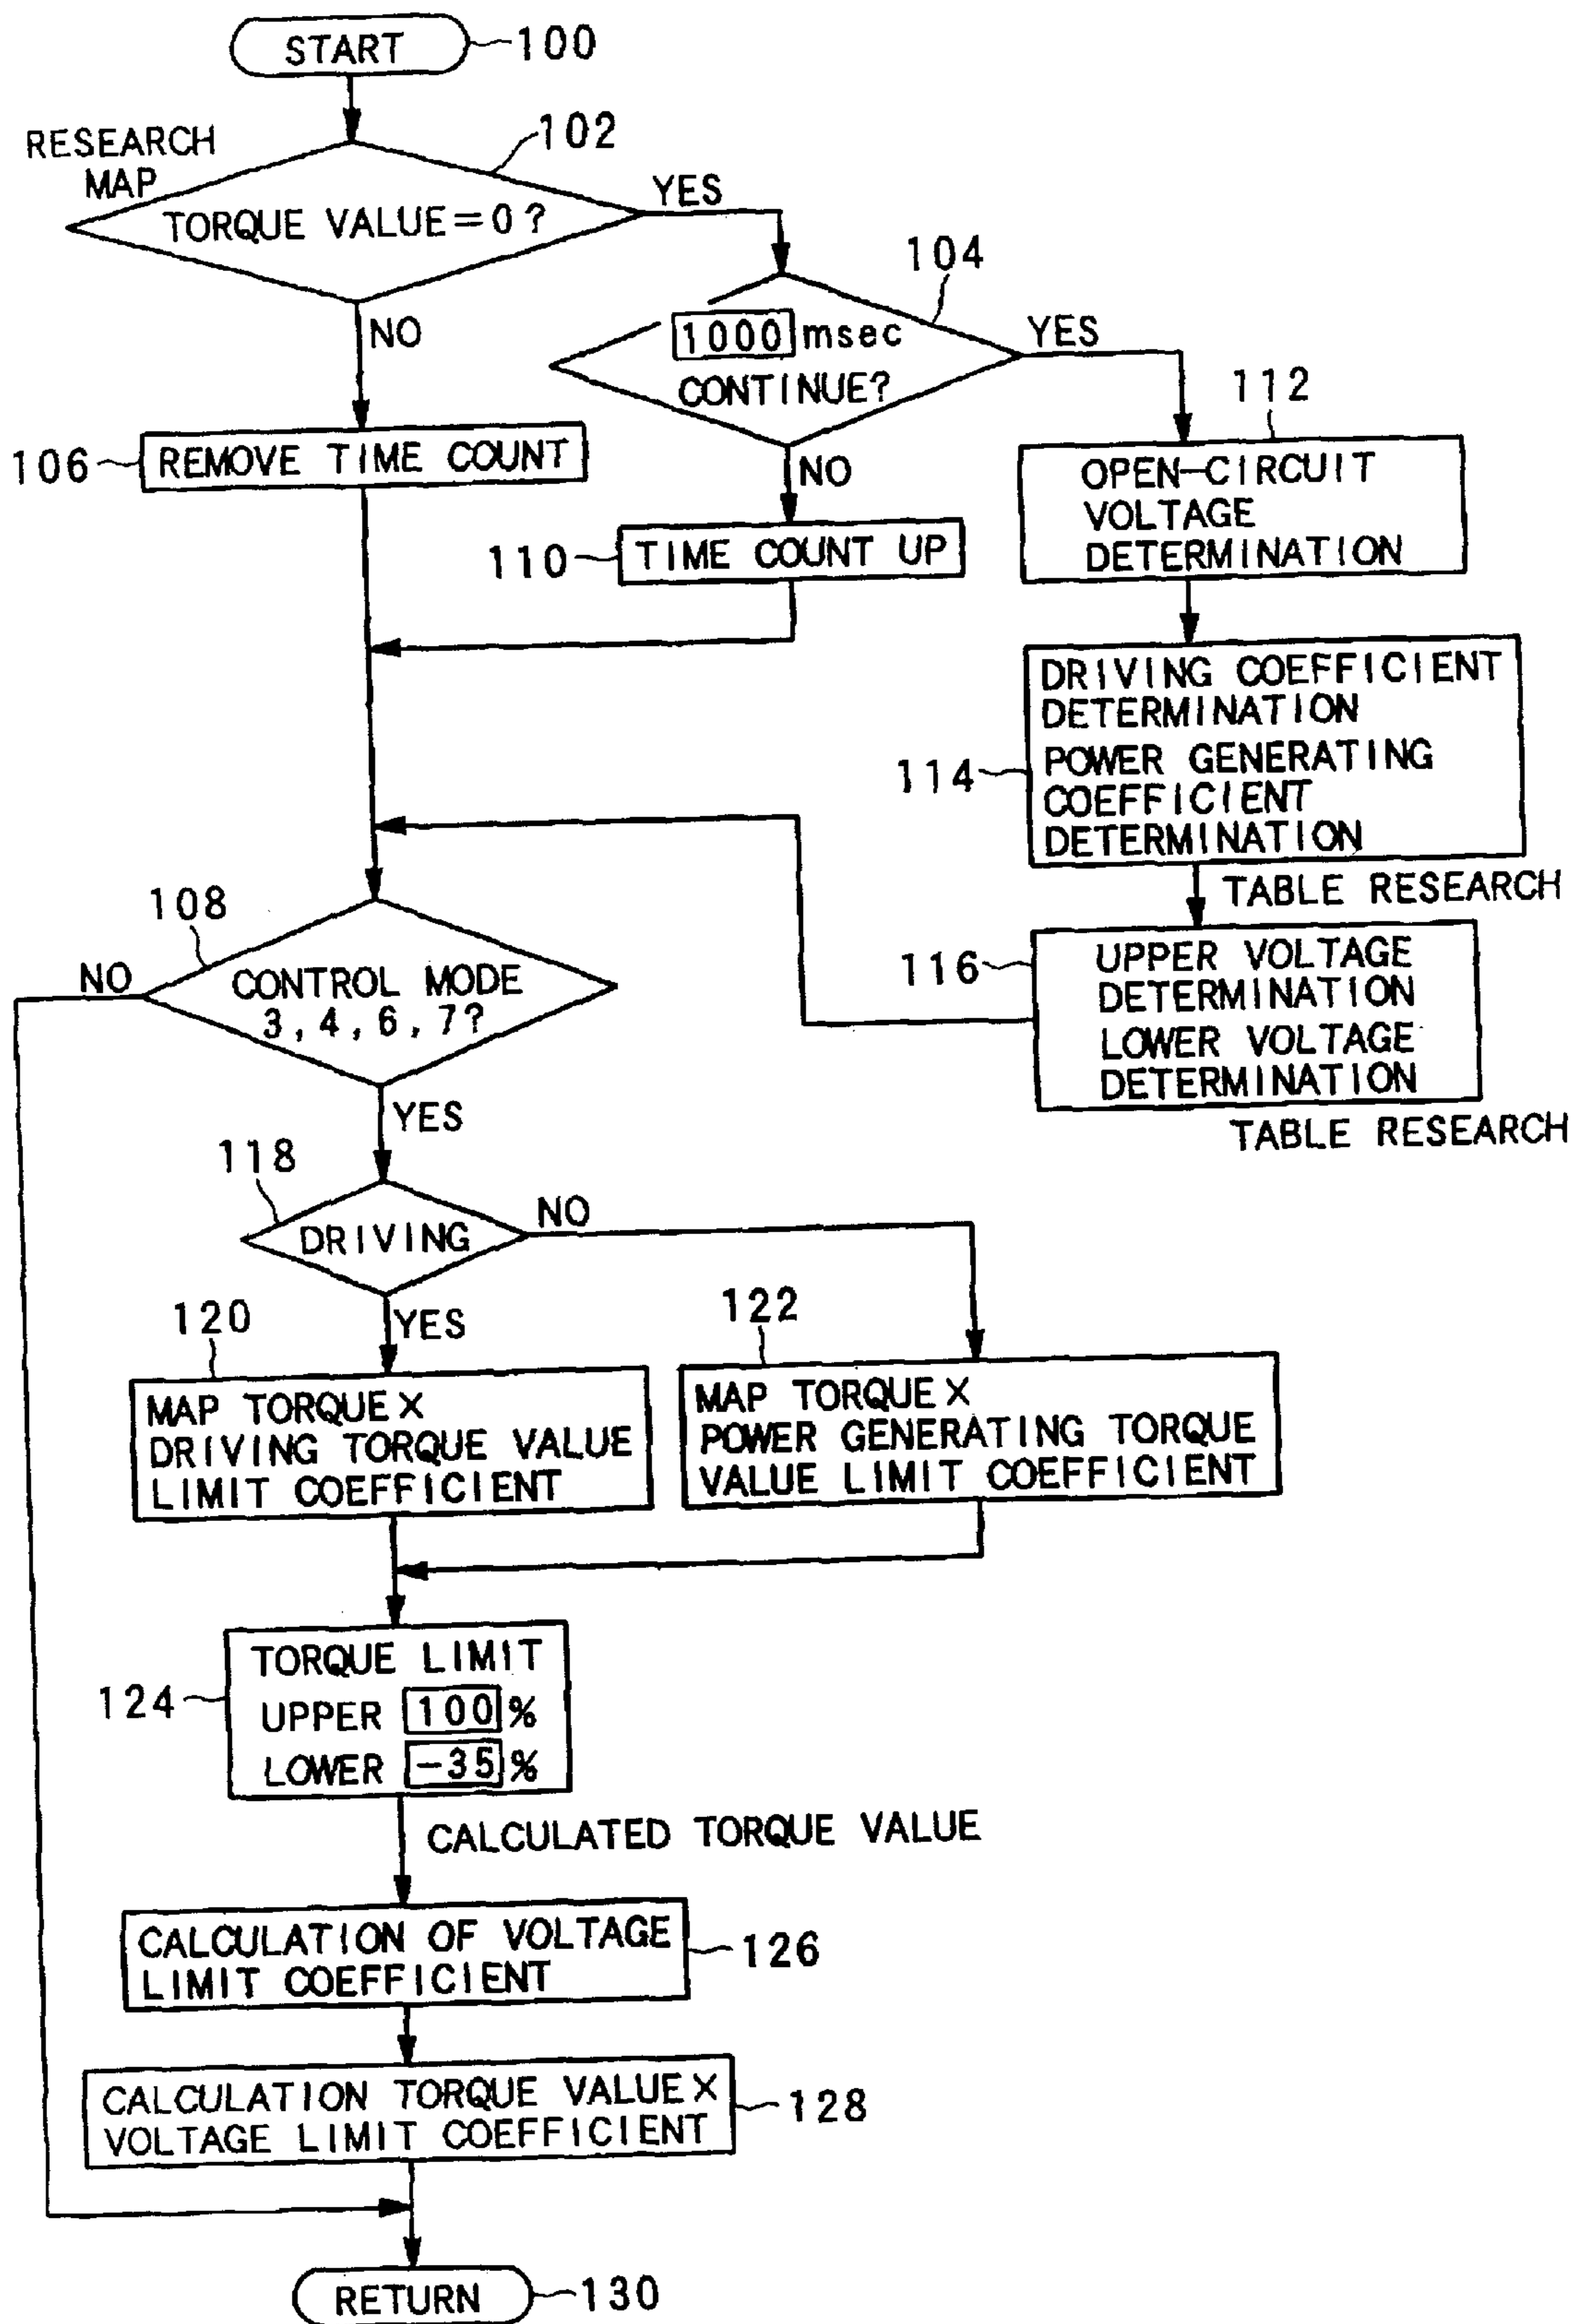 START
100
RESEARCH
MAP
102
TORQUE VALUE=0?
YES
NO
104
1000 msec
CONTINUE?
YES
NO
106
REMOVE TIME COUNT
110
TIME COUNT UP
112
OPEN-CIRCUIT
VOLTAGE
DETERMINATION
114
DRIVING COEFFICIENT
DETERMINATION
POWER GENERATING
COEFFICIENT
DETERMINATION
TABLE RESEARCH
116
UPPER VOLTAGE
DETERMINATION
LOWER VOLTAGE
DETERMINATION
TABLE RESEARCH
108
NO
CONTROL MODE
3,4,6,7?
YES
118
DRIVING
NO
YES
120
MAP TORQUE×
DRIVING TORQUE VALUE
LIMIT COEFFICIENT
122
MAP TORQUE×
POWER GENERATING TORQUE
VALUE LIMIT COEFFICIENT
124
TORQUE LIMIT
UPPER 100%
LOWER -35%
CALCULATED TORQUE VALUE
CALCULATION OF VOLTAGE
LIMIT COEFFICIENT
126
CALCULATION TORQUE VALUE×
VOLTAGE LIMIT COEFFICIENT
128
RETURN
130